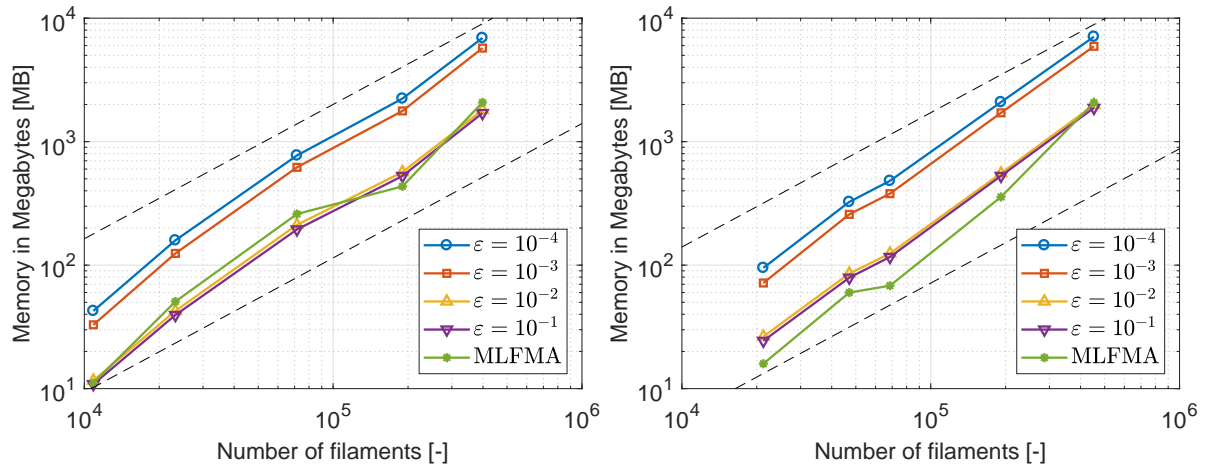 10^4
10^3
10^2
10^1
Memory in Megabytes [MB]
ε = 10^{-4}
ε = 10^{-3}
ε = 10^{-2}
ε = 10^{-1}
MLFMA
10^4
10^5
10^6
Number of filaments [-]
10^4
10^3
10^2
10^1
Memory in Megabytes [MB]
ε = 10^{-4}
ε = 10^{-3}
ε = 10^{-2}
ε = 10^{-1}
MLFMA
10^4
10^5
10^6
Number of filaments [-]